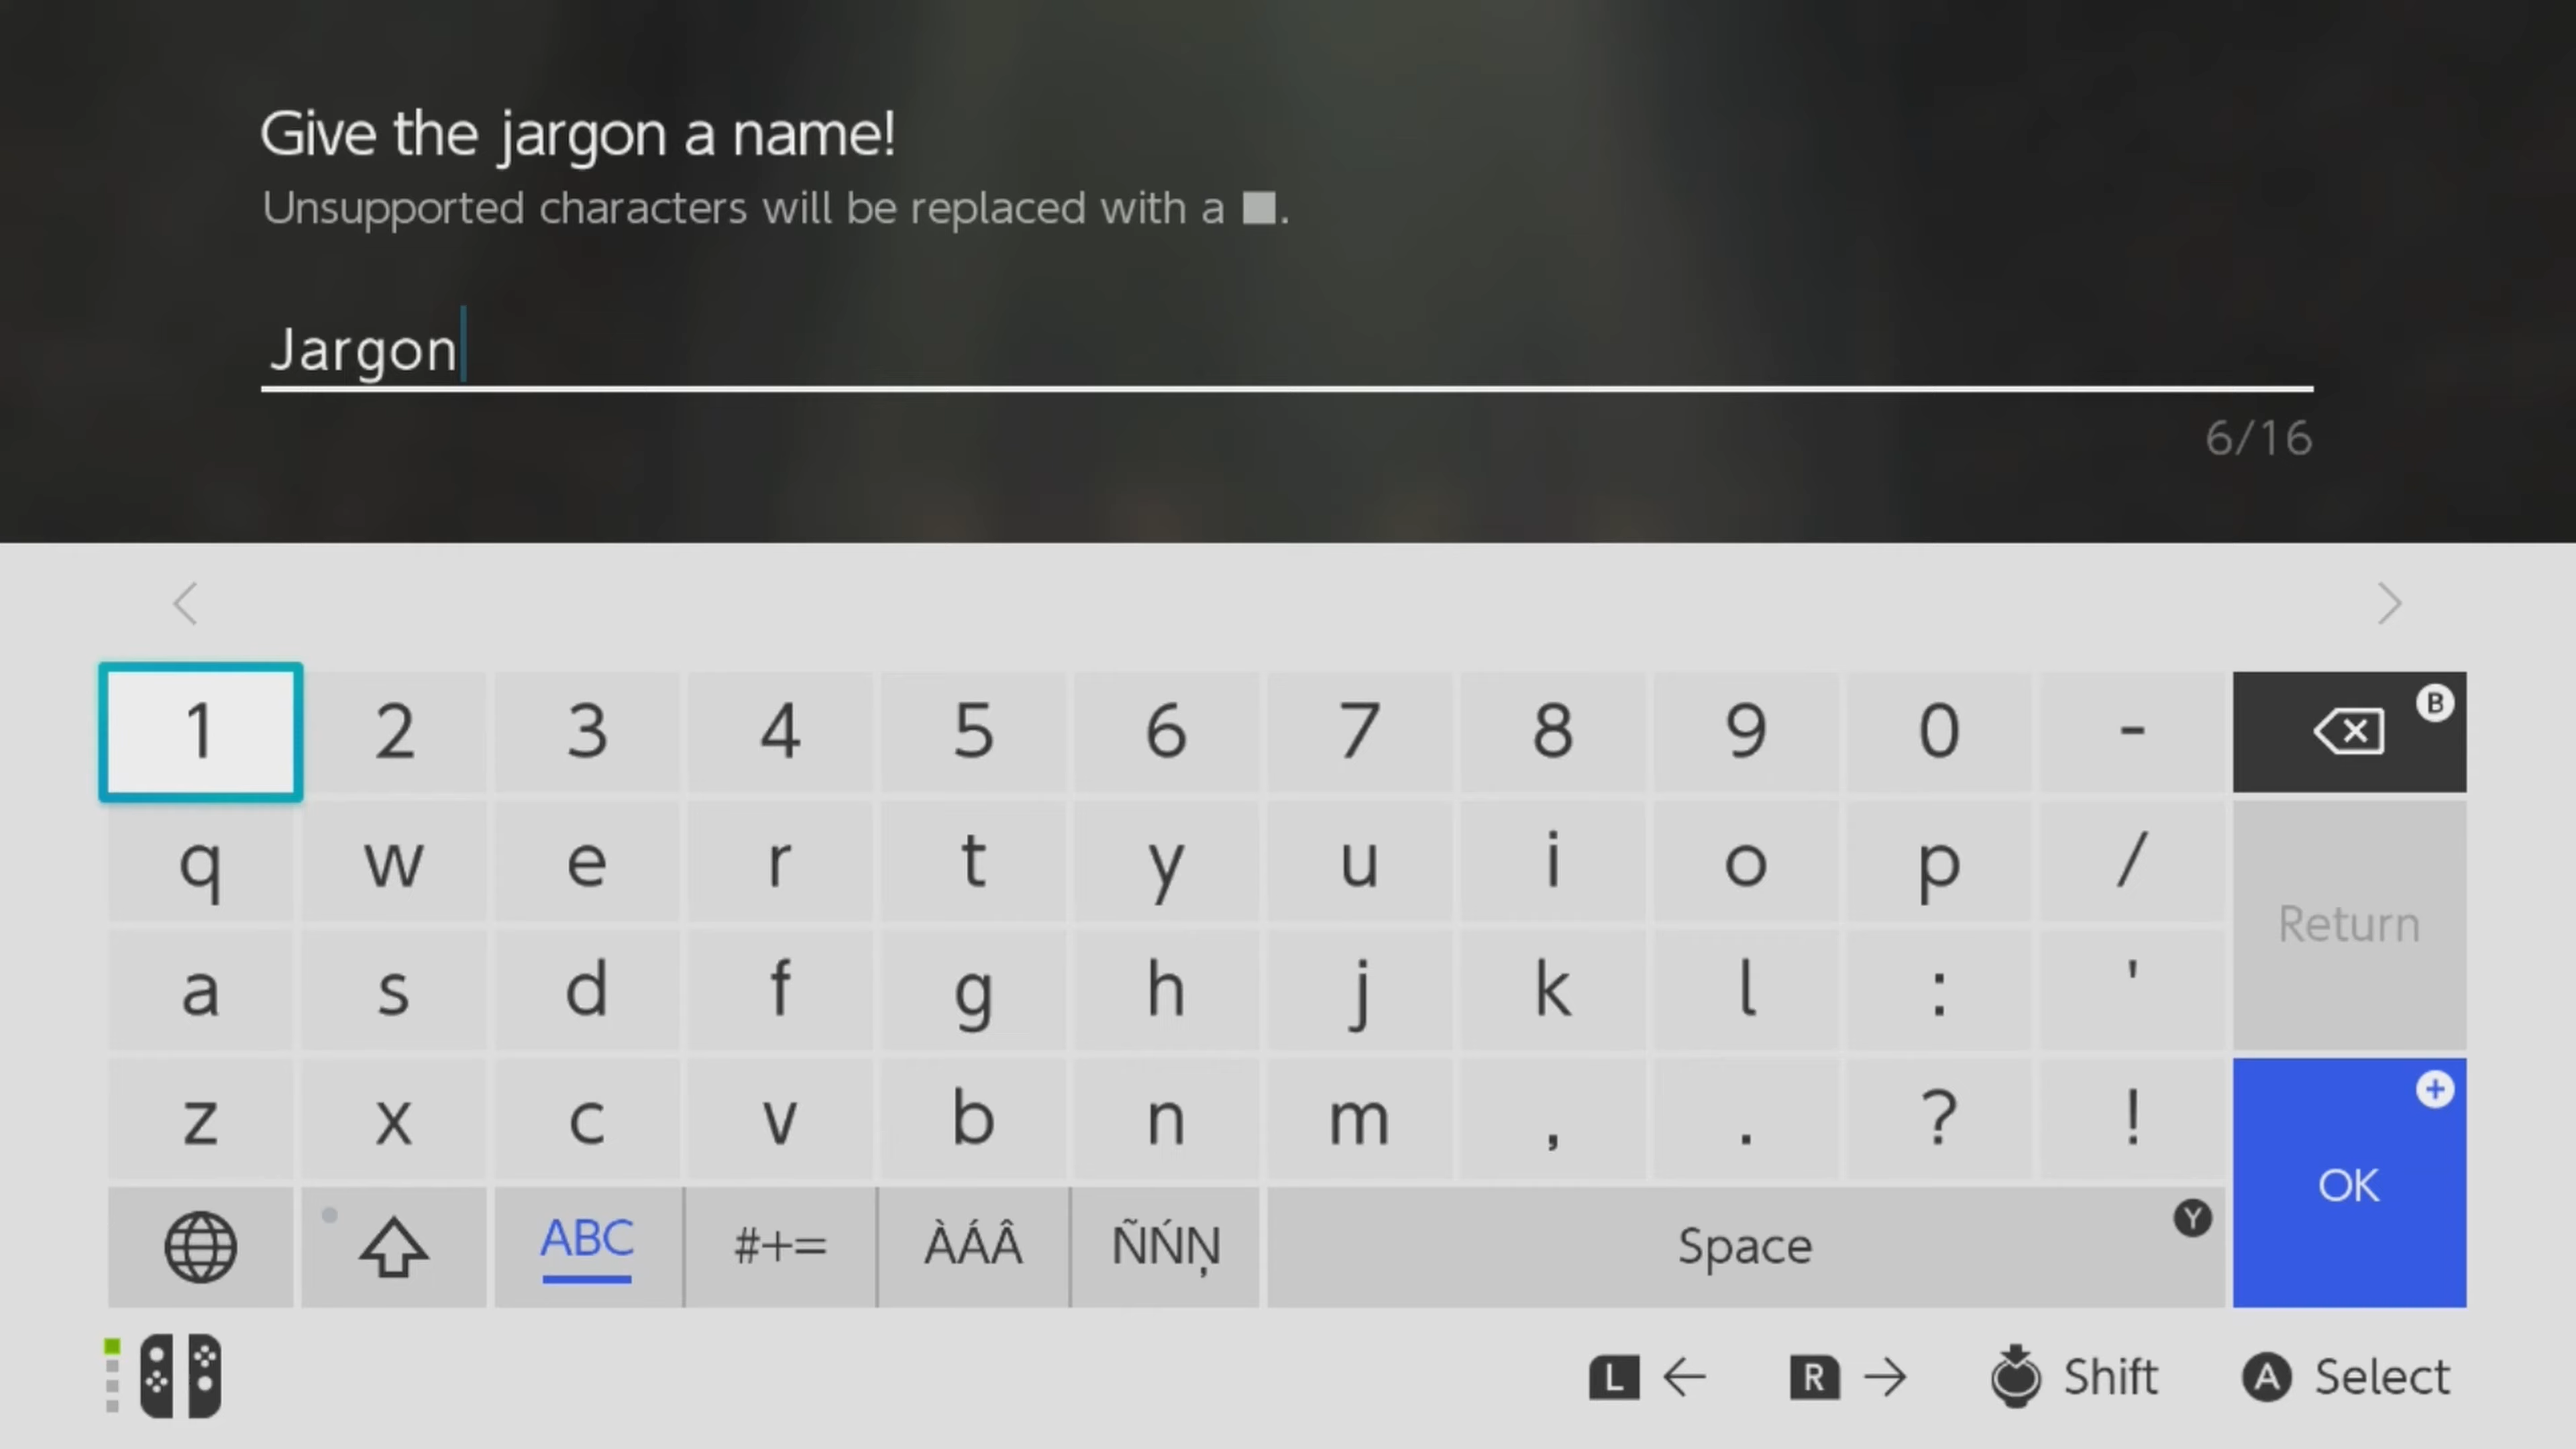 Give the jargon a name!
Unsupported characters will be replaced with a ■.
Jargon
6/16
1 2 3 4 5 6 7 8 9 0 - B
q w e r t y u i o p /
Return
a s d f g h j k l : '
z x c v b n m , . ? !
OK
ABC #+= ÀÁÂ ÑŃŅ Space Y
L ← R → Shift A Select